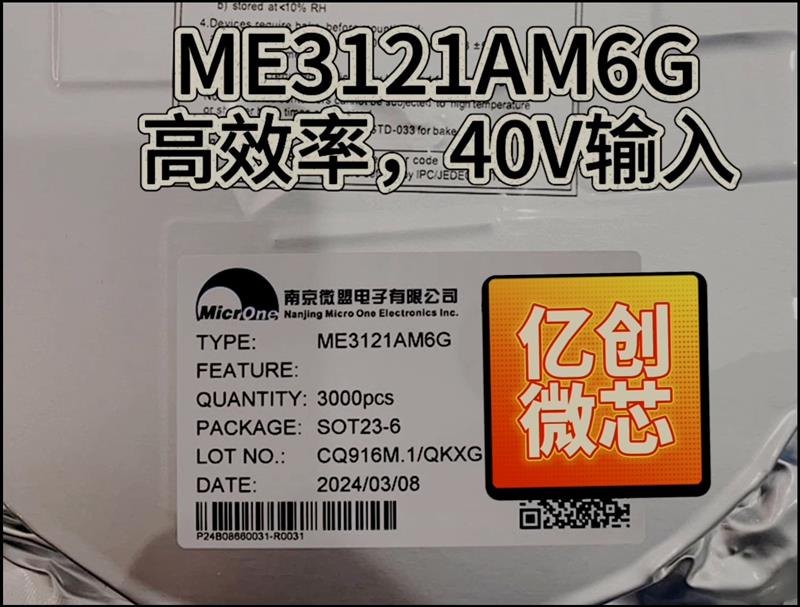 b) stored at <10% RH
4. Devices require bake, before
ME3121AM6G
高效率，40V输入
MicrOne
南京微盟电子有限公司
Nanjing Micro One Electronics Inc.
TYPE: ME3121AM6G
FEATURE:
QUANTITY: 3000pcs
PACKAGE: SOT23-6
LOT NO.: CQ916M.1/QKXG
DATE: 2024/03/08
P24B08660031-R0031
亿创
微芯